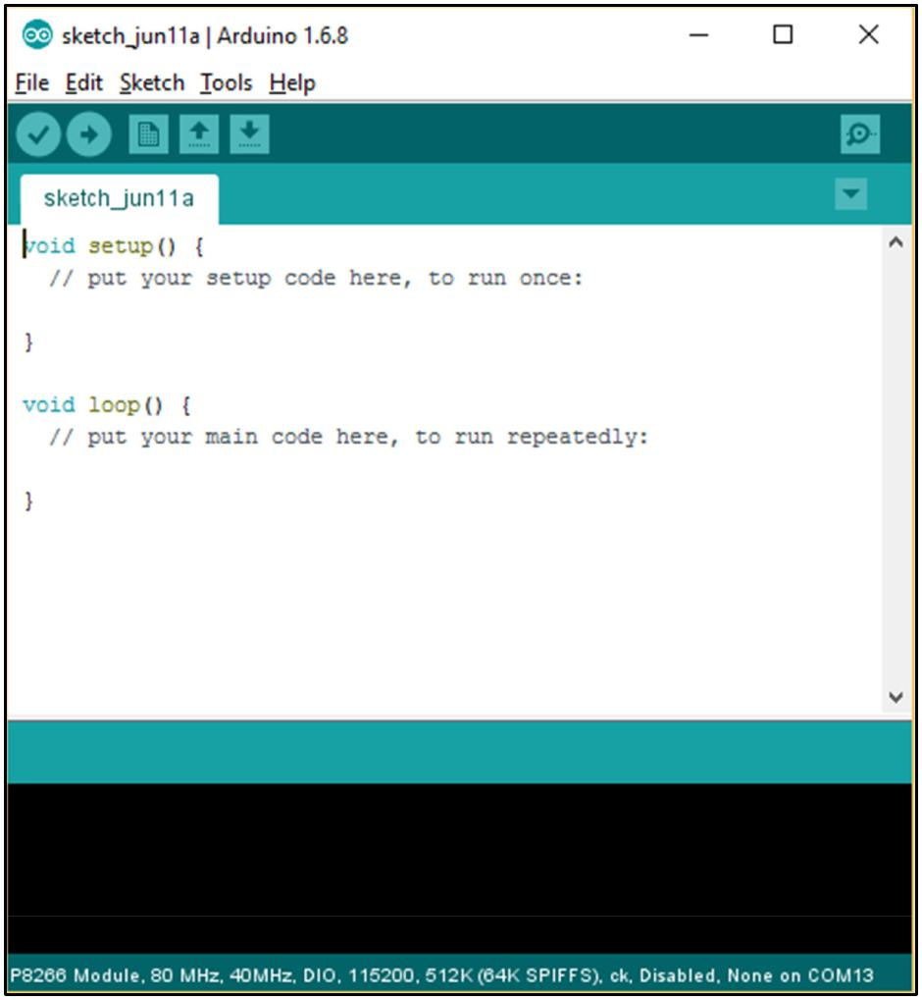 sketch_jun11a | Arduino 1.6.8
File Edit Sketch Tools Help
sketch_jun11a
void setup() {
  // put your setup code here, to run once:
}
void loop() {
  // put your main code here, to run repeatedly:
}
P8266 Module, 80 MHz, 40MHz, DIO, 115200, 512K (64K SPIFFS), ck, Disabled, None on COM13